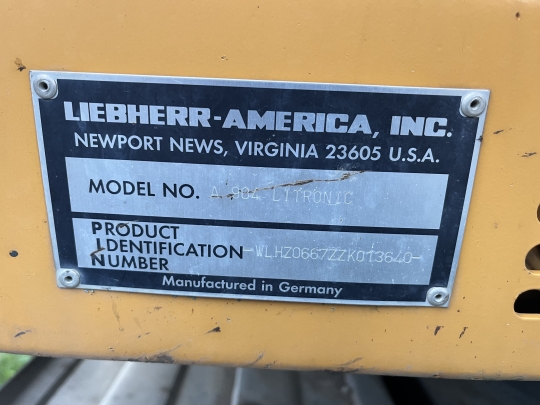 LIEBHERR-AMERICA, INC.
NEWPORT NEWS, VIRGINIA 23605 U.S.A.
MODEL NO. A 904 LITRONIC
PRODUCT
IDENTIFICATION -WLHZ0667ZZK013640-
NUMBER
Manufactured in Germany